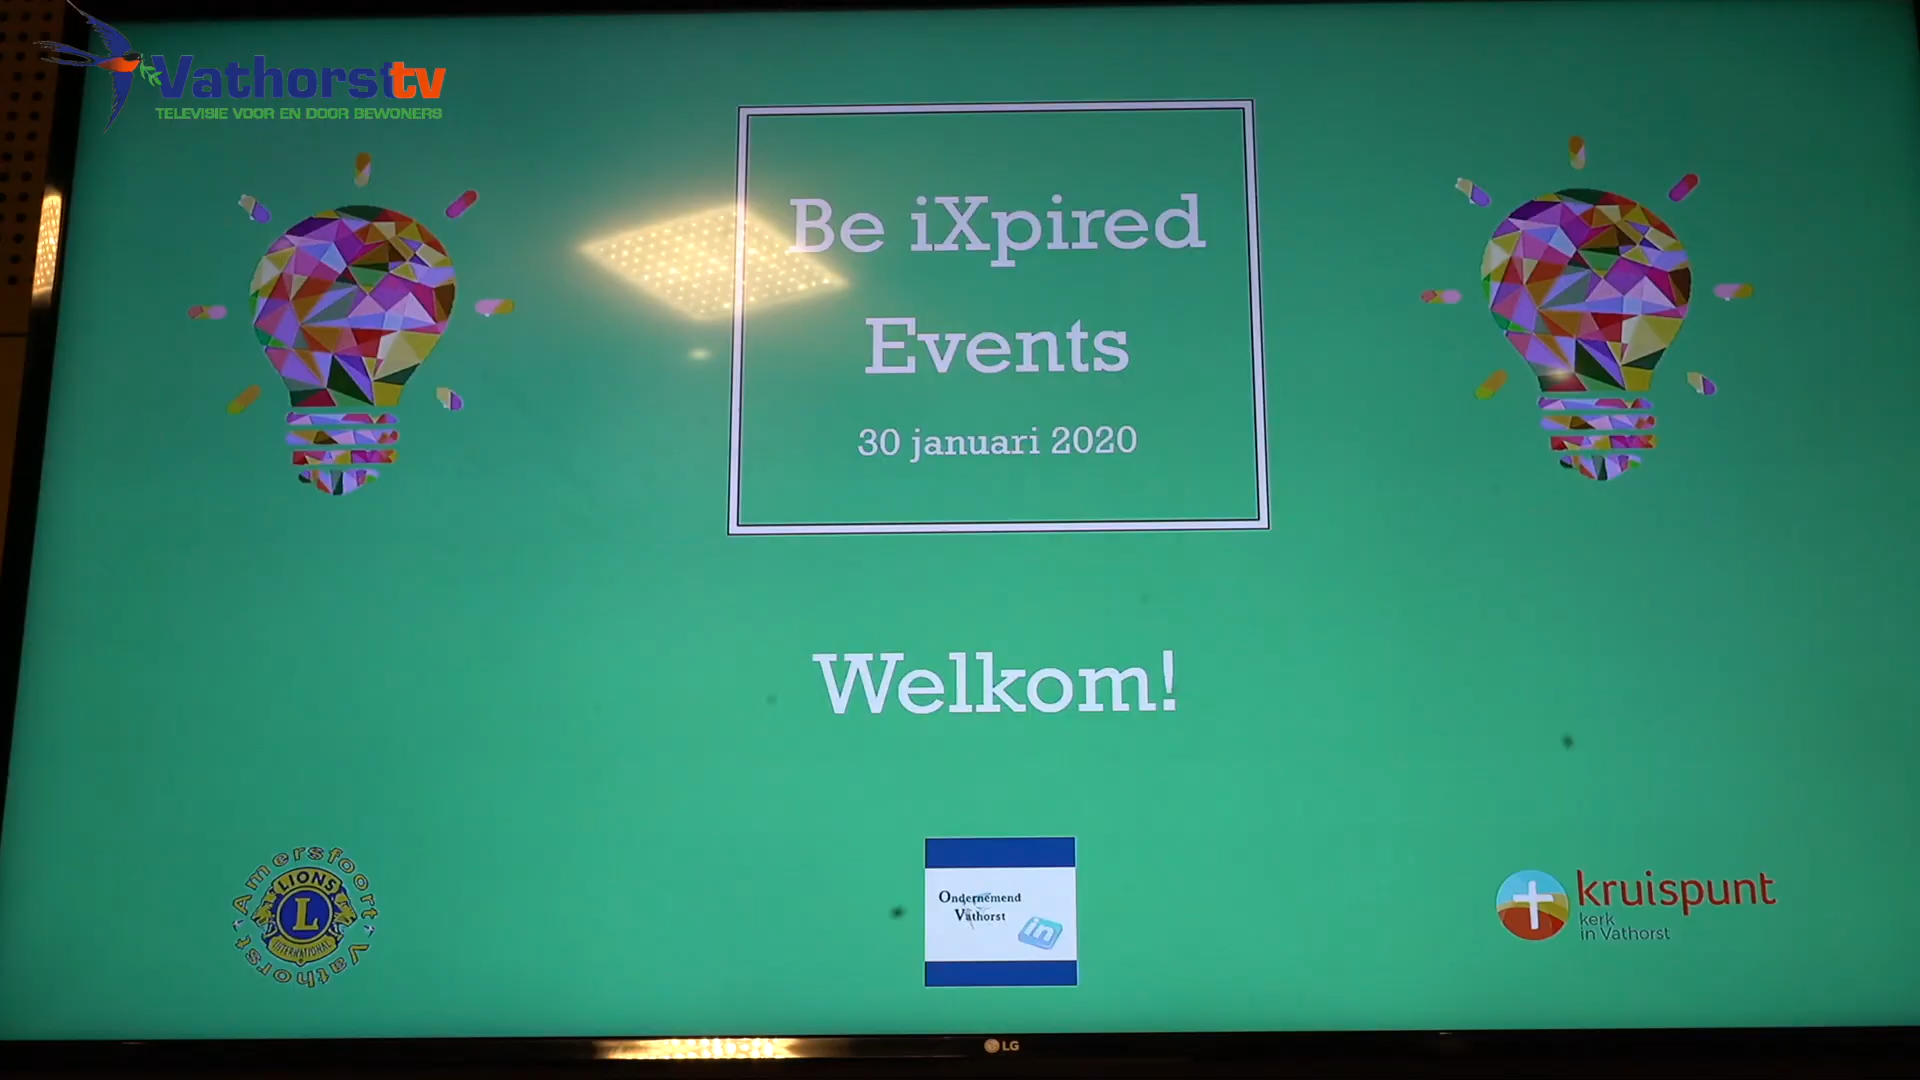 Vathorsttv
TELEVISIE VOOR EN DOOR BEWONERS
Be iXpired
Events
30 januari 2020
Welkom!
Amersfoort
LIONS
L
INTERNATIONAL
Vathorst
Ondernemend
Vathorst
in
kruispunt
kerk
in Vathorst
LG